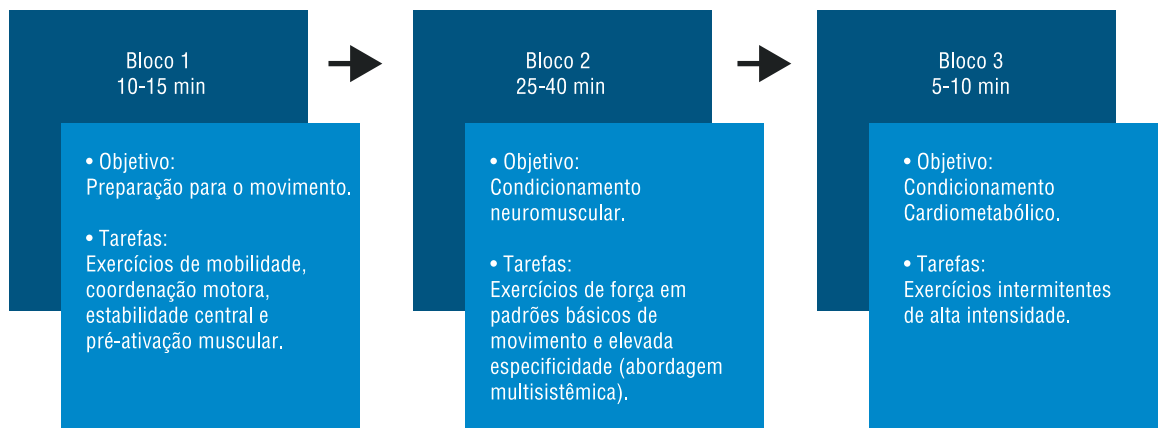 Bloco 1
10-15 min
• Objetivo:
Preparação para o movimento.
• Tarefas:
Exercícios de mobilidade,
coordenação motora,
estabilidade central e
pré-ativação muscular.
Bloco 2
25-40 min
• Objetivo:
Condicionamento
neuromuscular.
• Tarefas:
Exercícios de força em
padrões básicos de
movimento e elevada
especificidade (abordagem
multisistêmica).
Bloco 3
5-10 min
• Objetivo:
Condicionamento
Cardiometabólico.
• Tarefas:
Exercícios intermitentes
de alta intensidade.